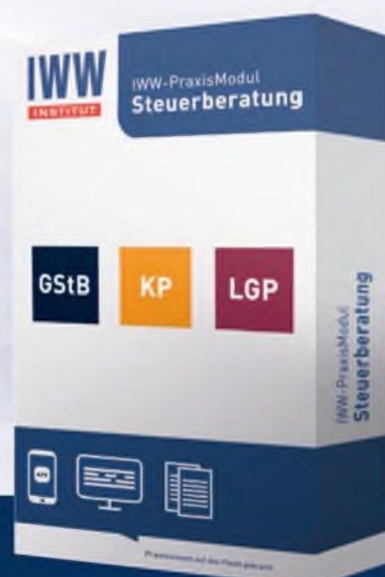 IWW
INSTITUT
IWW-PraxisModul
Steuerberatung
GStB
KP
LGP
IWW-PraxisModul
Steuerberatung